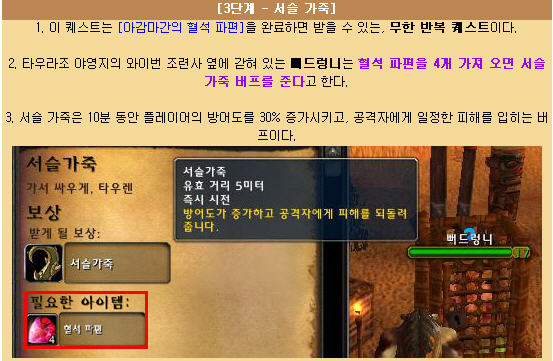 [3단계 - 서슬 가죽]
1. 이 퀘스트는 [아감마간의 혈석 파편]을 완료하면 받을 수 있는, 무한 반복 퀘스트이다.
2. 타우라조 야영지의 와이번 조련사 옆에 갇혀 있는 뻐드렁니는 혈석 파편을 4개 가져 오면 서슬
가죽 버프를 준다고 한다.
3. 서슬 가죽은 10분 동안 플레이어의 방어도를 30% 증가시키고, 공격자에게 일정한 피해를 입히는 버
프이다.
서슬가죽
가서 싸우게, 타우렌
보상
받게 될 보상:
서슬가죽
필요한 아이템:
혈석 파편
4
서슬가죽
유효 거리 5미터
즉시 시전
방어도가 증가하고 공격자에게 피해를 되돌려
줍니다.
?
뻐드렁니
17